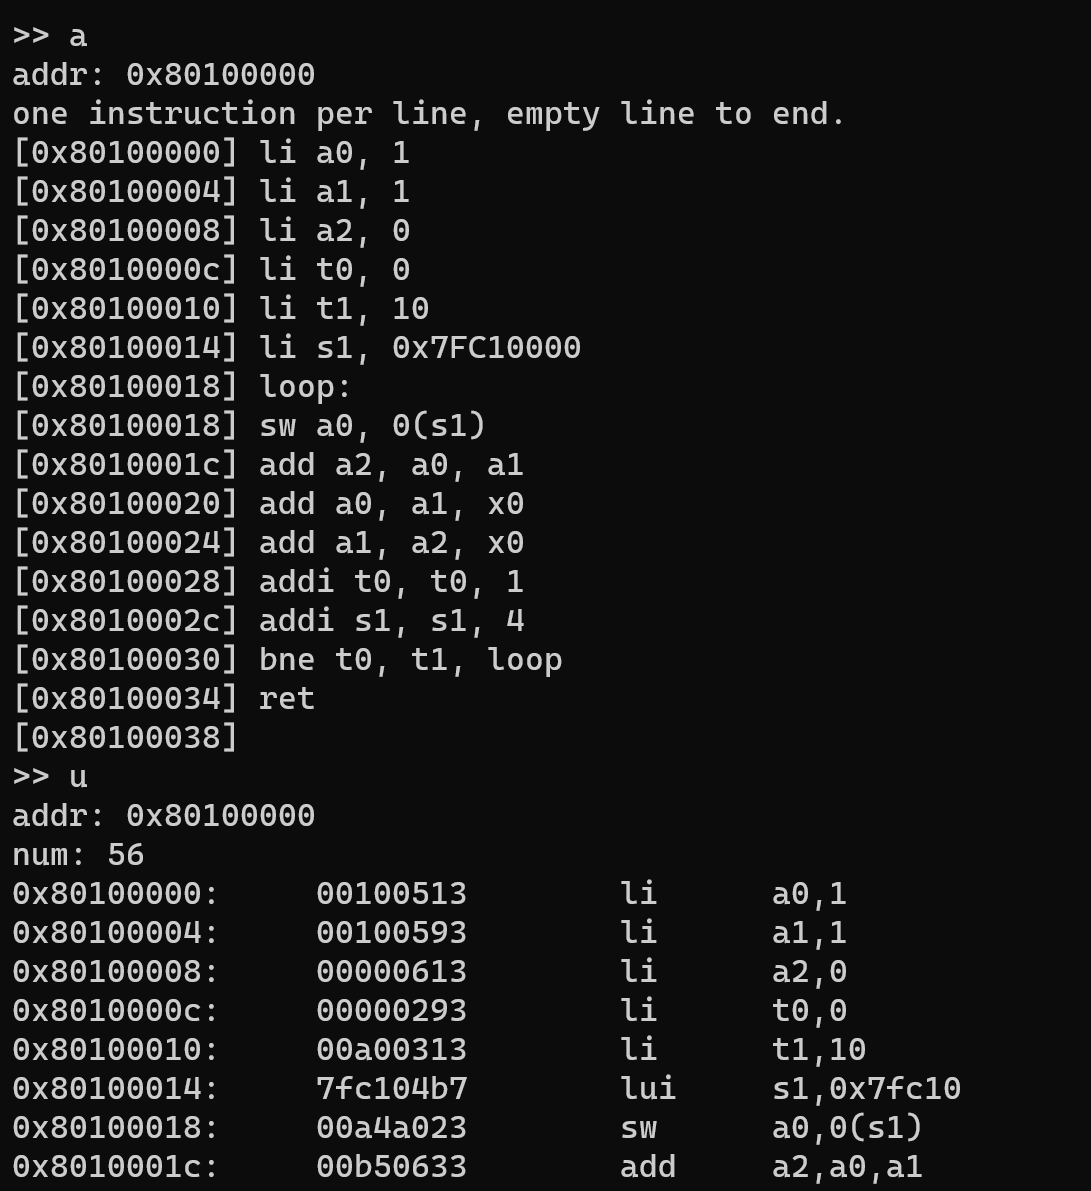 >> a
addr: 0x80100000
one instruction per line, empty line to end.
[0x80100000] li a0, 1
[0x80100004] li a1, 1
[0x80100008] li a2, 0
[0x8010000c] li t0, 0
[0x80100010] li t1, 10
[0x80100014] li s1, 0x7FC10000
[0x80100018] loop:
[0x80100018] sw a0, 0(s1)
[0x8010001c] add a2, a0, a1
[0x80100020] add a0, a1, x0
[0x80100024] add a1, a2, x0
[0x80100028] addi t0, t0, 1
[0x8010002c] addi s1, s1, 4
[0x80100030] bne t0, t1, loop
[0x80100034] ret
[0x80100038]
>> u
addr: 0x80100000
num: 56
0x80100000:     00100513        li      a0,1
0x80100004:     00100593        li      a1,1
0x80100008:     00000613        li      a2,0
0x8010000c:     00000293        li      t0,0
0x80100010:     00a00313        li      t1,10
0x80100014:     7fc104b7        lui     s1,0x7fc10
0x80100018:     00a4a023        sw      a0,0(s1)
0x8010001c:     00b50633        add     a2,a0,a1